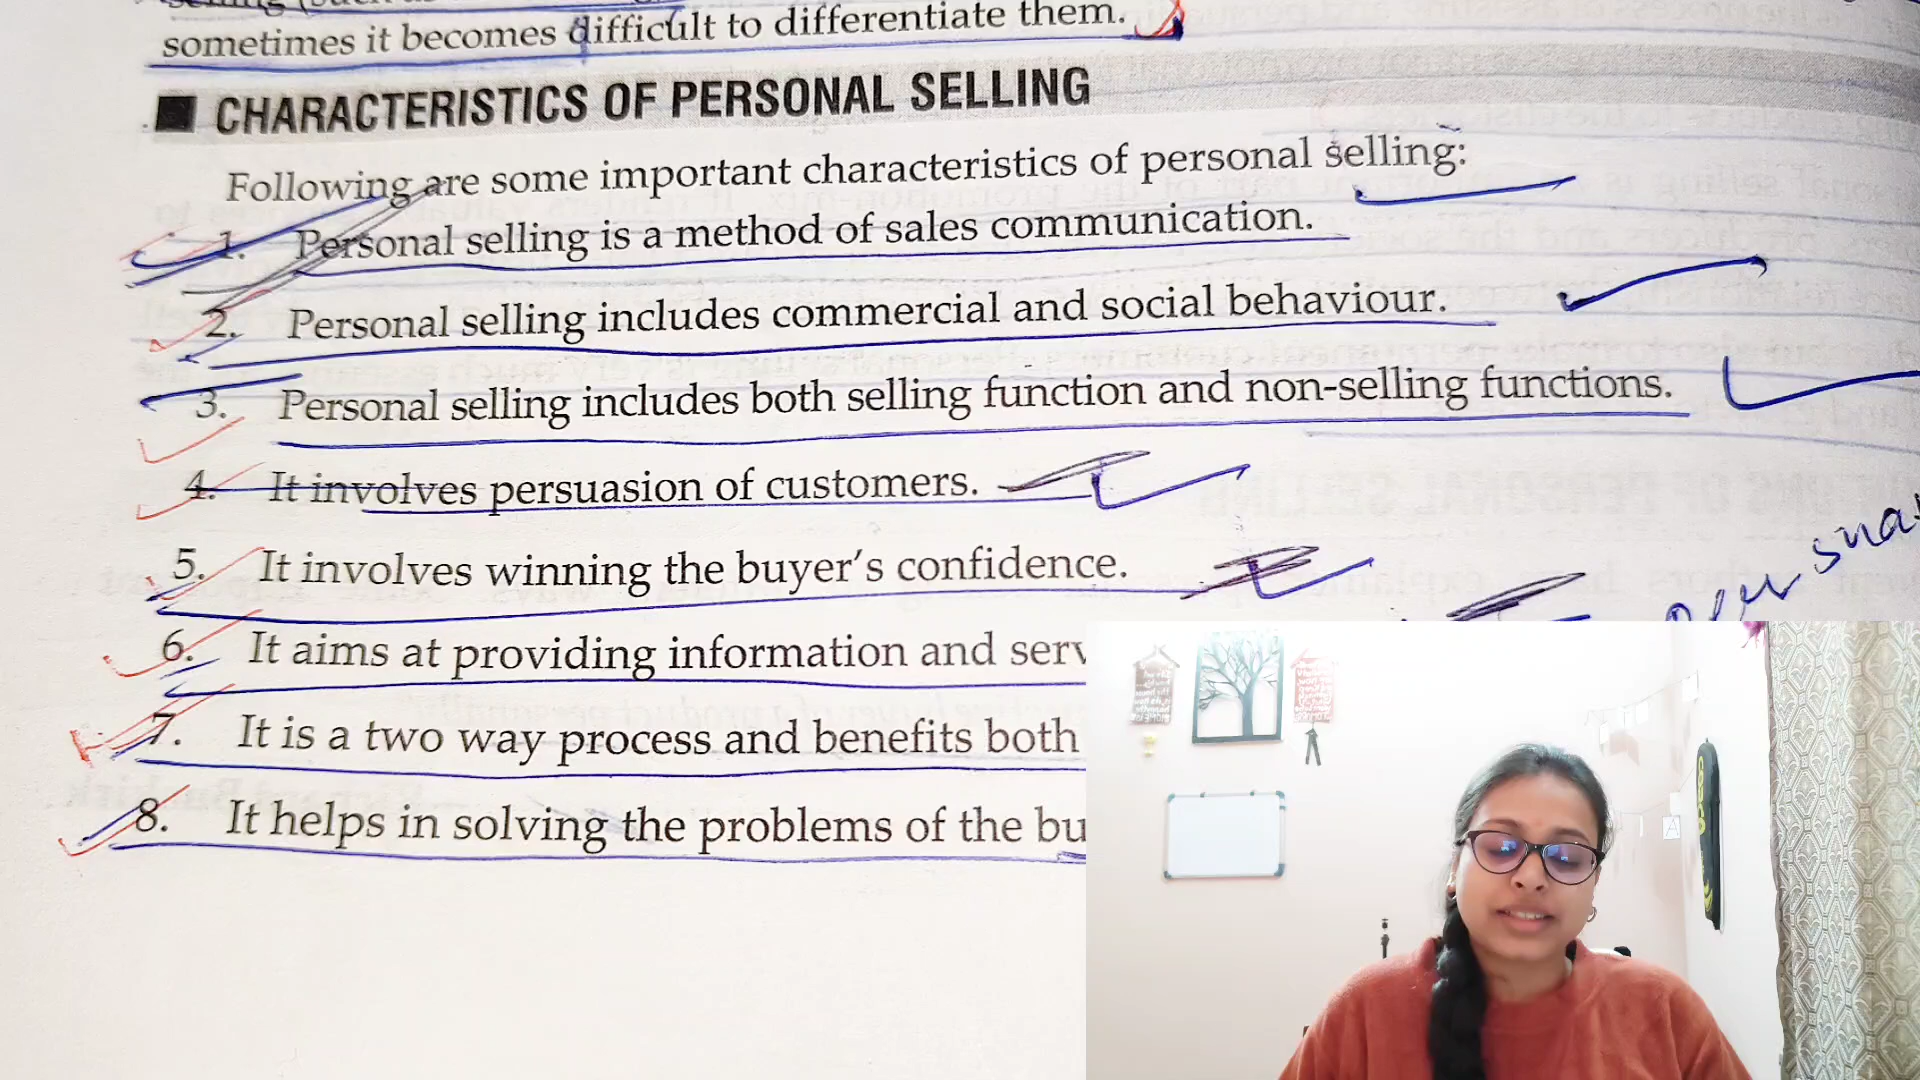 sometimes it becomes difficult to differentiate them.
CHARACTERISTICS OF PERSONAL SELLING
Following are some important characteristics of personal selling:
1. Personal selling is a method of sales communication.
2. Personal selling includes commercial and social behaviour.
3. Personal selling includes both selling function and non-selling functions.
4. It involves persuasion of customers.
5. It involves winning the buyer's confidence.
6. It aims at providing information and serv
7. It is a two way process and benefits both
8. It helps in solving the problems of the bu